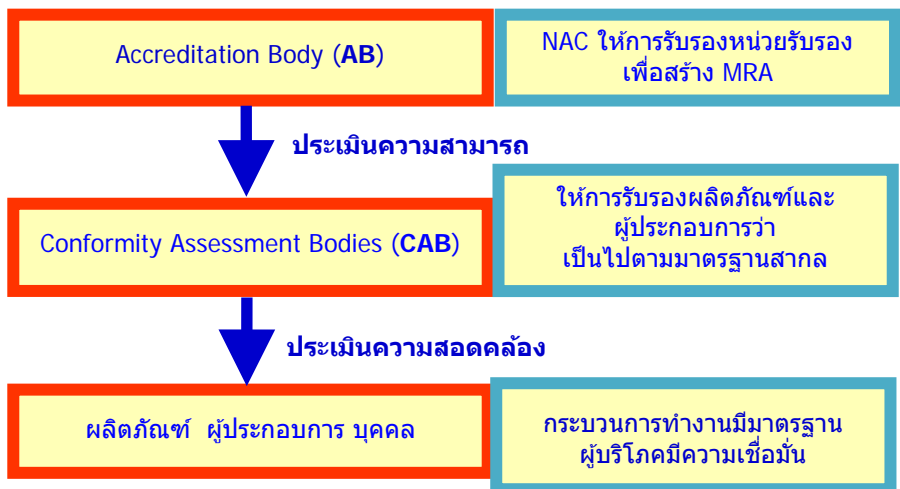 Accreditation Body (AB)
NAC ให้การรับรองหน่วยรับรอง
เพื่อสร้าง MRA
ประเมินความสามารถ
Conformity Assessment Bodies (CAB)
ให้การรับรองผลิตภัณฑ์และ
ผู้ประกอบการว่า
เป็นไปตามมาตรฐานสากล
ประเมินความสอดคล้อง
ผลิตภัณฑ์ ผู้ประกอบการ บุคคล
กระบวนการทำงานมีมาตรฐาน
ผู้บริโภคมีความเชื่อมั่น